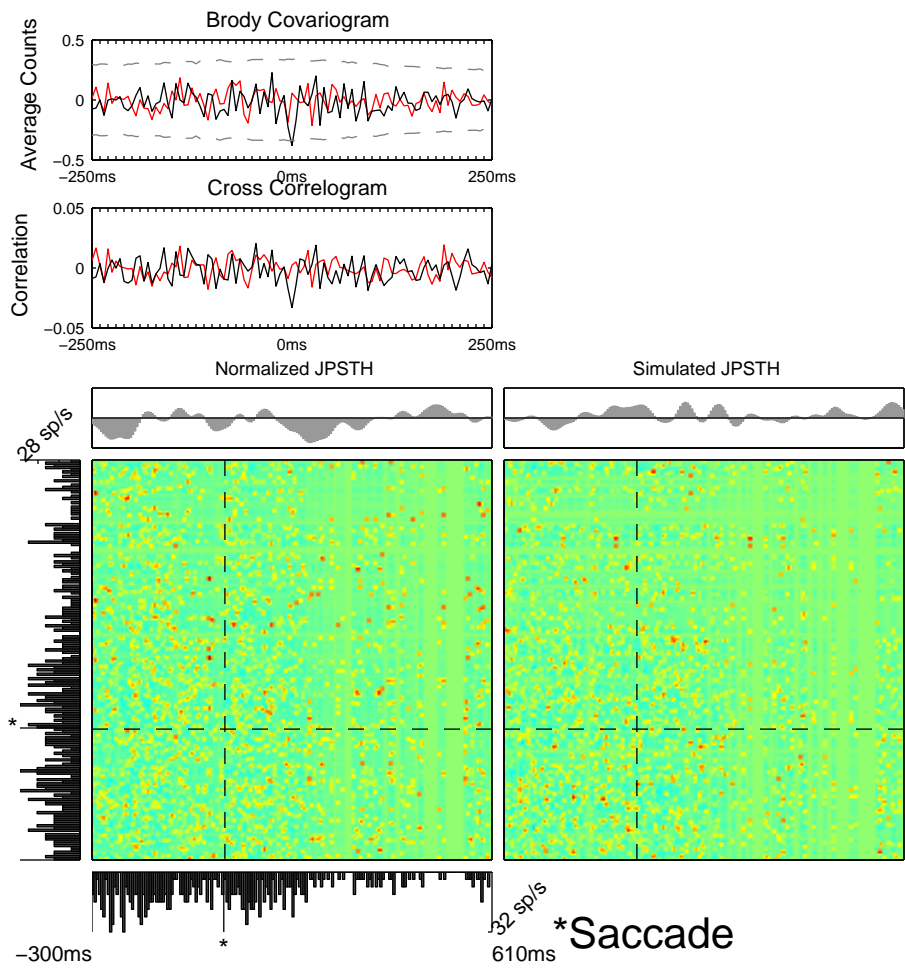 Brody Covariogram
0.5
Average Counts
0
−0.5
−250ms
0ms
250ms
Cross Correlogram
0.05
Correlation
0
−0.05
−250ms
0ms
250ms
Normalized JPSTH
Simulated JPSTH
28 sp/s
*
*
32 sp/s
*Saccade
−300ms
610ms